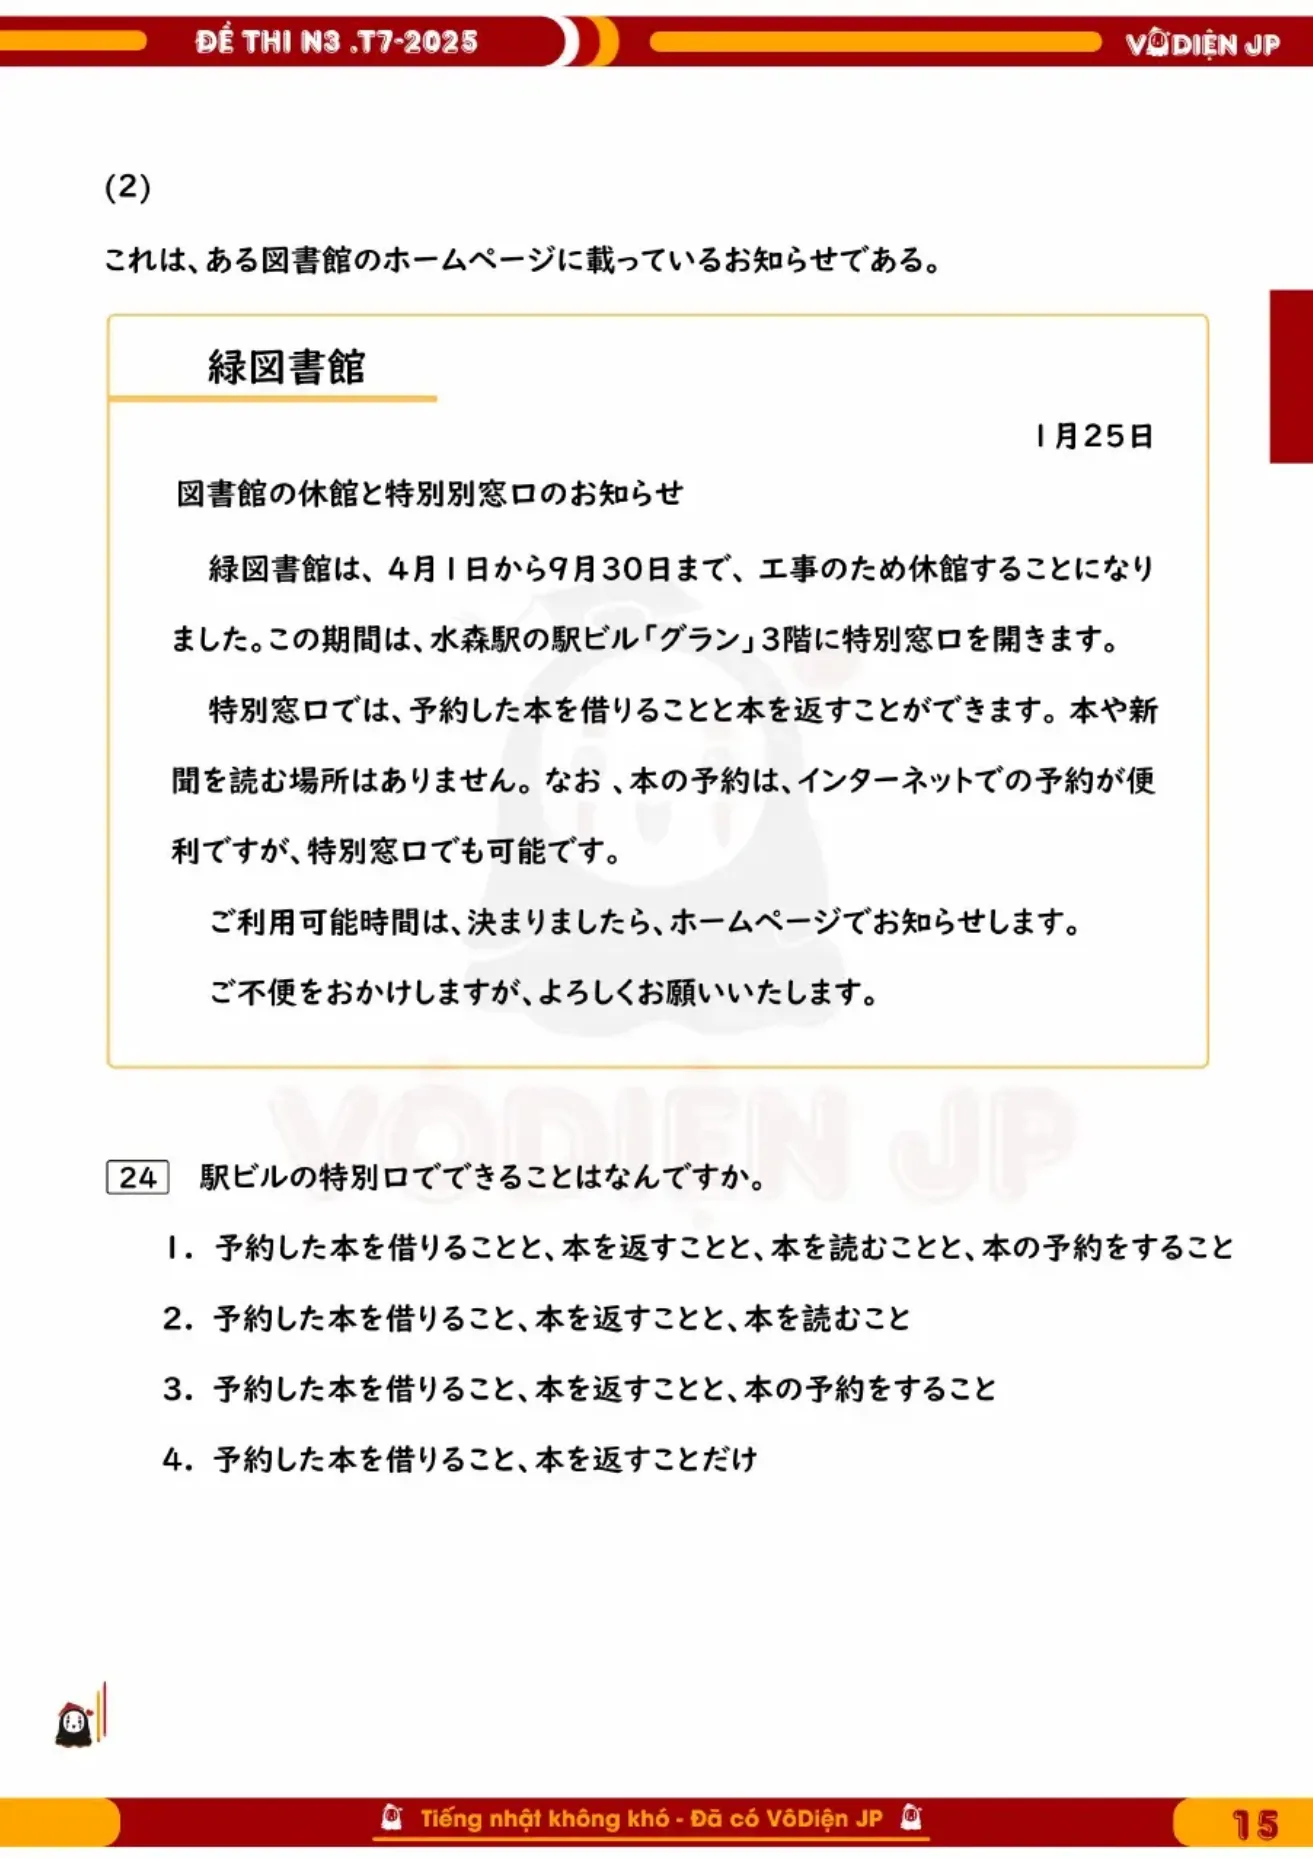 ĐỀ THI N3 .T7-2025
VÔDIỆN JP
(2)
これは、ある図書館のホームページに載っているお知らせである。
緑図書館
1月25日
図書館の休館と特別別窓口のお知らせ
緑図書館は、4月1日から9月30日まで、工事のため休館することになり
ました。この期間は、水森駅の駅ビル「グラン」3階に特別窓口を開きます。
特別窓口では、予約した本を借りることと本を返すことができます。本や新
聞を読む場所はありません。なお 、本の予約は、インターネットでの予約が便
利ですが、特別窓口でも可能です。
ご利用可能時間は、決まりましたら、ホームページでお知らせします。
ご不便をおかけしますが、よろしくお願いいたします。
VÔDIỆN JP
24 駅ビルの特別口でできることはなんですか。
1. 予約した本を借りることと、本を返すことと、本を読むことと、本の予約をすること
2. 予約した本を借りること、本を返すことと、本を読むこと
3. 予約した本を借りること、本を返すことと、本の予約をすること
4. 予約した本を借りること、本を返すことだけ
Tiếng nhật không khó - Đã có VôDiện JP
15